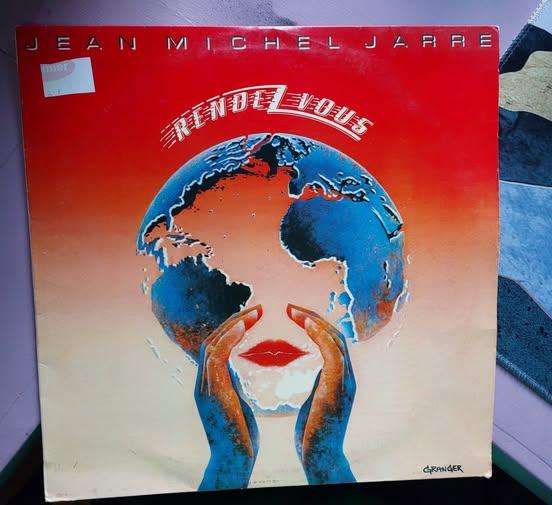 JEAN MICHEL JARRE
RENDEZ VOUS
GRANGER